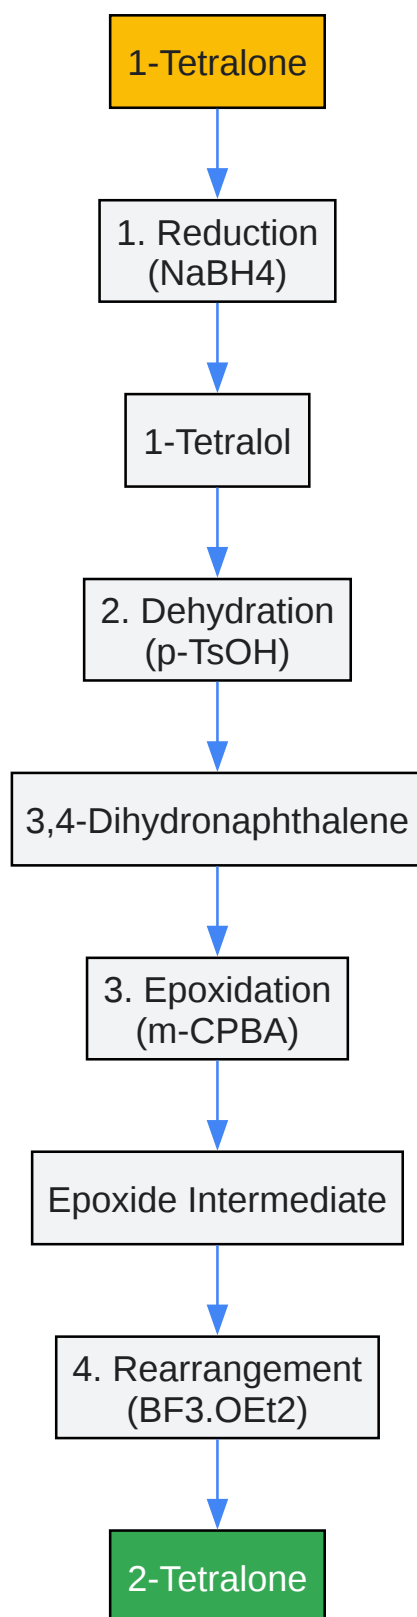 1-Tetralone
1. Reduction
(NaBH4)
1-Tetralol
2. Dehydration
(p-TsOH)
3,4-Dihydronaphthalene
3. Epoxidation
(m-CPBA)
Epoxide Intermediate
4. Rearrangement
(BF3.OEt2)
2-Tetralone